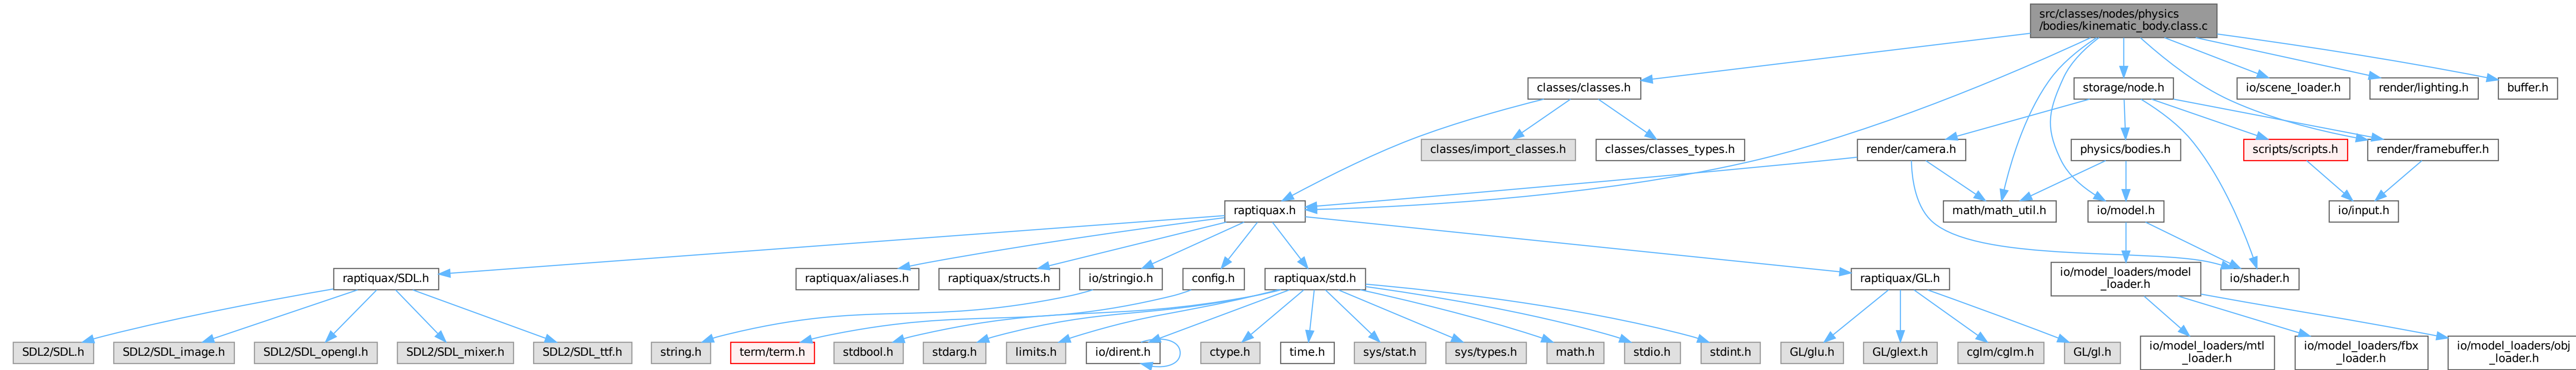 src/classes/nodes/physics
/bodies/kinematic_body.class.c
classes/classes.h
storage/node.h
io/scene_loader.h
render/lighting.h
buffer.h
classes/import_classes.h
classes/classes_types.h
render/camera.h
physics/bodies.h
scripts/scripts.h
render/framebuffer.h
raptiquax.h
math/math_util.h
io/model.h
io/input.h
raptiquax/SDL.h
raptiquax/aliases.h
raptiquax/structs.h
io/stringio.h
config.h
raptiquax/std.h
raptiquax/GL.h
io/model_loaders/model
_loader.h
io/shader.h
SDL2/SDL.h
SDL2/SDL_image.h
SDL2/SDL_opengl.h
SDL2/SDL_mixer.h
SDL2/SDL_ttf.h
string.h
term/term.h
stdbool.h
stdarg.h
limits.h
io/dirent.h
ctype.h
time.h
sys/stat.h
sys/types.h
math.h
stdio.h
stdint.h
GL/glu.h
GL/glext.h
cglm/cglm.h
GL/gl.h
io/model_loaders/mtl
_loader.h
io/model_loaders/fbx
_loader.h
io/model_loaders/obj
_loader.h